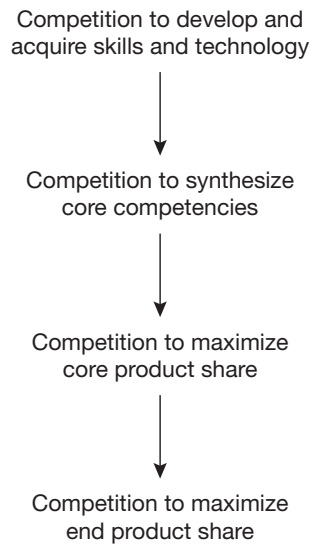 Competition to develop and
acquire skills and technology
Competition to synthesize
core competencies
Competition to maximize
core product share
Competition to maximize
end product share